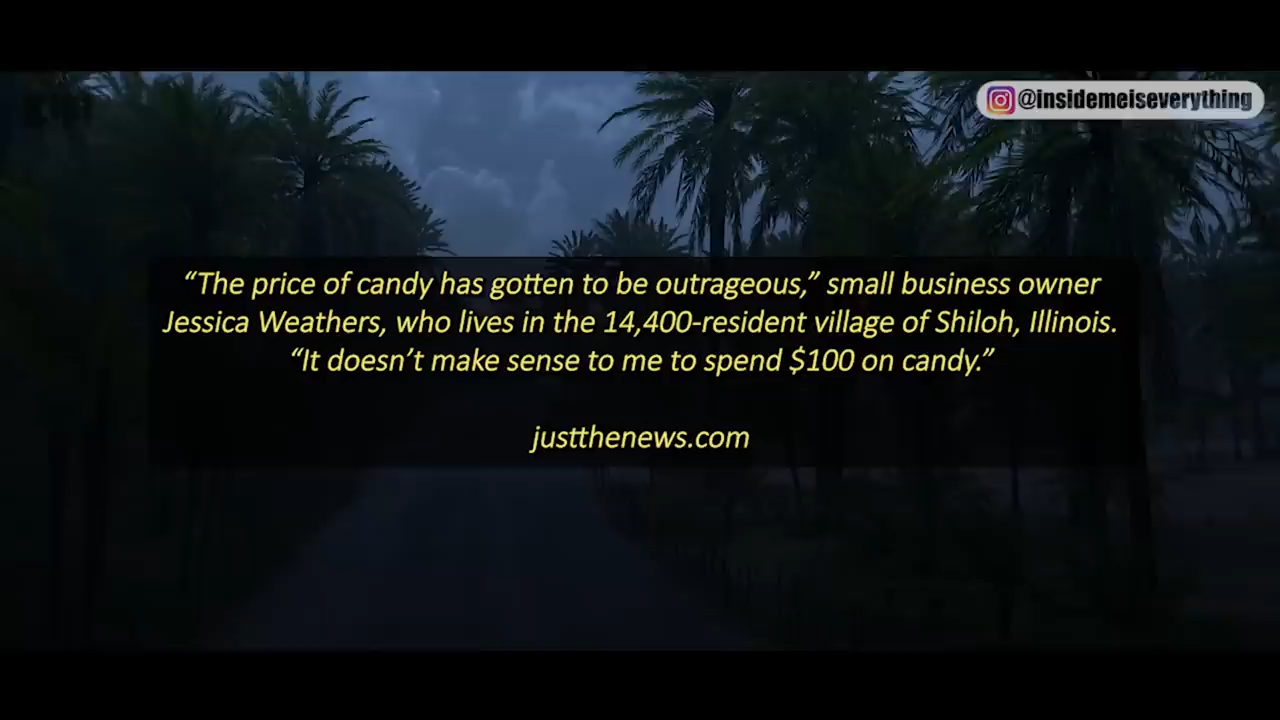 @insidemeiseverything
“The price of candy has gotten to be outrageous,” small business owner
Jessica Weathers, who lives in the 14,400-resident village of Shiloh, Illinois.
“It doesn’t make sense to me to spend $100 on candy.”
justthenews.com